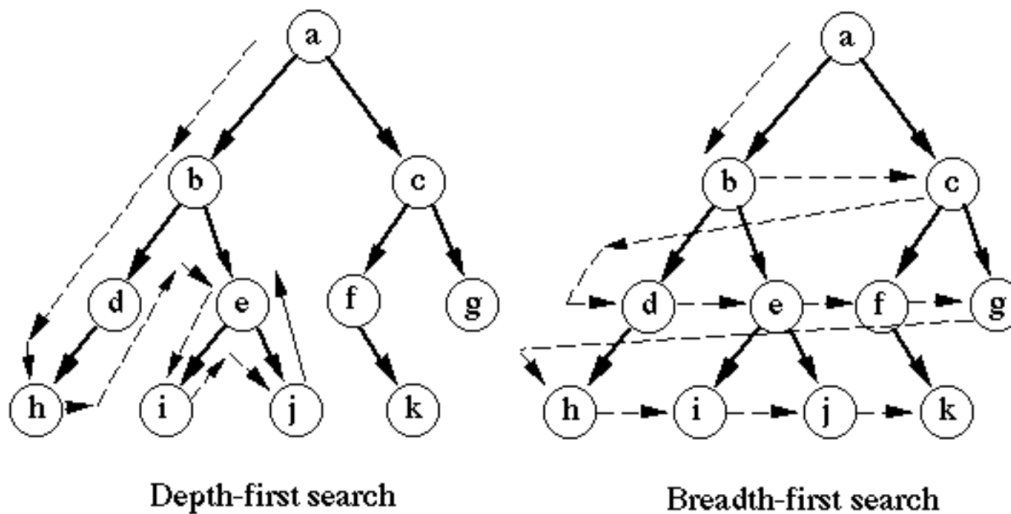 a a
b c b c
d e f g d e f g
h i j k h i j k
Depth-first search Breadth-first search